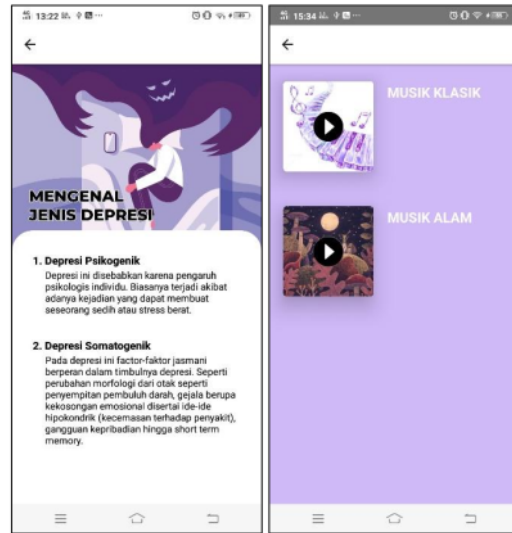 13:22
MENGENAL
JENIS DEPRESI
1. Depresi Psikogenik
Depresi ini disebabkan karena pengaruh
psikologis individu. Biasanya terjadi akibat
adanya kejadian yang dapat membuat
seseorang sedih atau stress berat.
2. Depresi Somatogenik
Pada depresi ini factor-faktor jasmani
berperan dalam timbulnya depresi. Seperti
perubahan morfologi dari otak seperti
penyempitan pembuluh darah, gejala berupa
kekosongan emosional disertai ide-ide
hipokondrik (kecemasan terhadap penyakit),
gangguan kepribadian hingga short term
memory.
15:34
MUSIK KLASIK
MUSIK ALAM